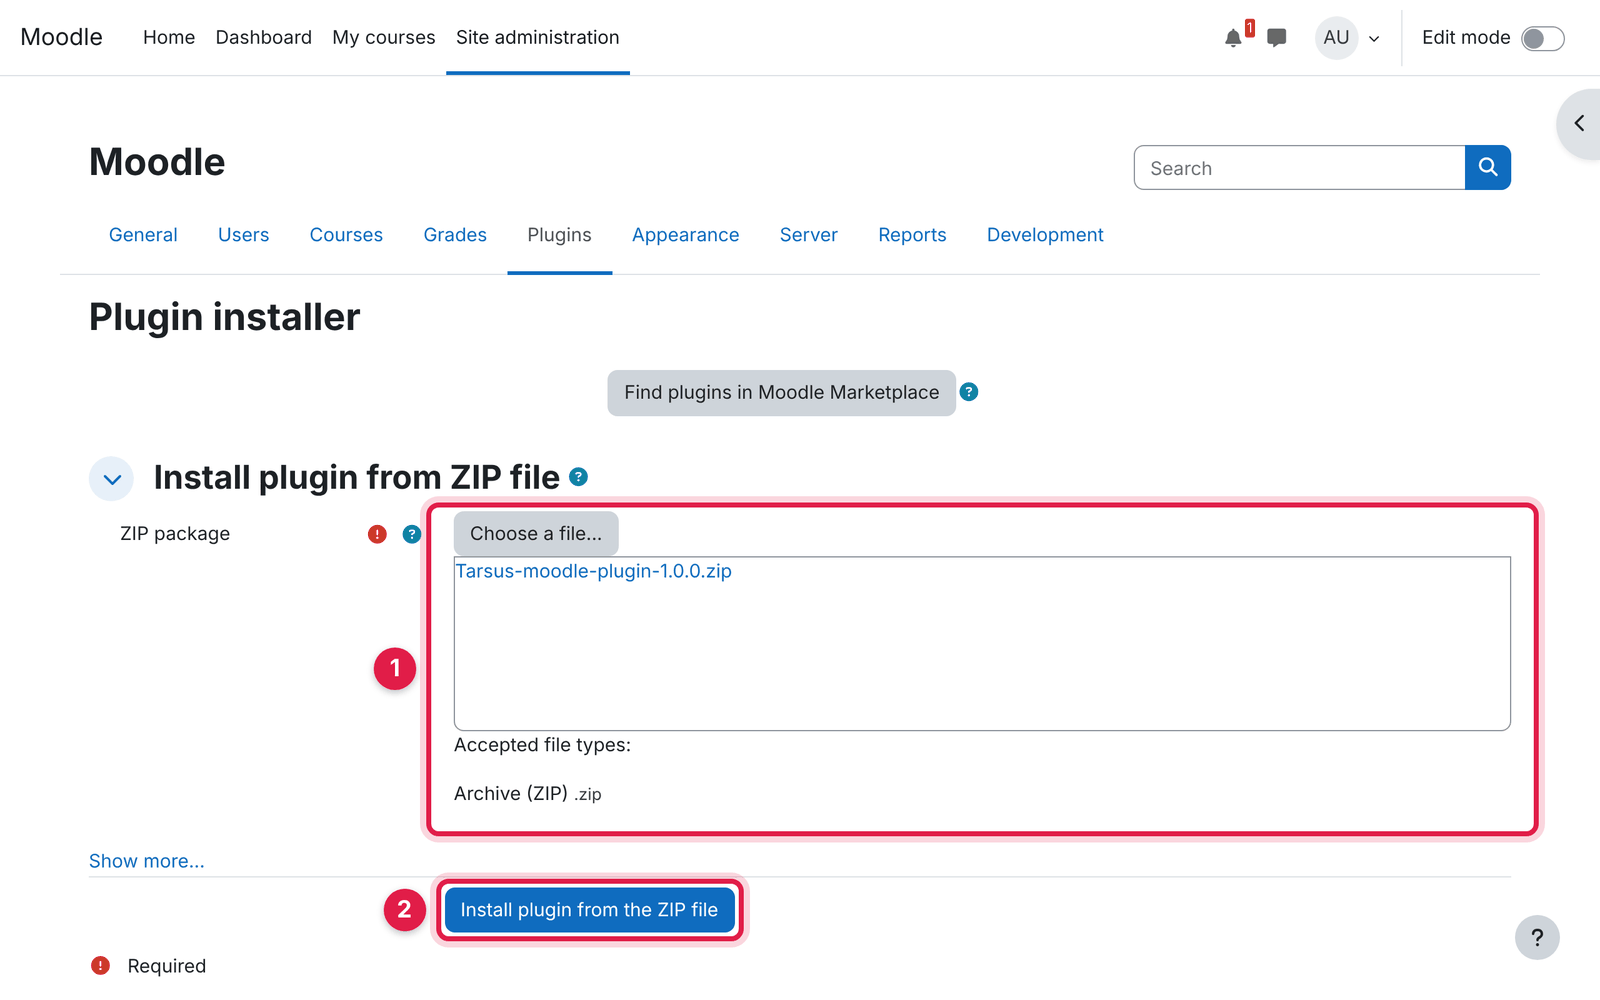 Moodle
Home
Dashboard
My courses
Site administration
1
AU
Edit mode
Moodle
Search
General
Users
Courses
Grades
Plugins
Appearance
Server
Reports
Development
Plugin installer
Find plugins in Moodle Marketplace
?
Install plugin from ZIP file
?
ZIP package
!
?
Choose a file...
Tarsus-moodle-plugin-1.0.0.zip
1
Accepted file types:
Archive (ZIP) .zip
Show more...
2
Install plugin from the ZIP file
?
!
Required